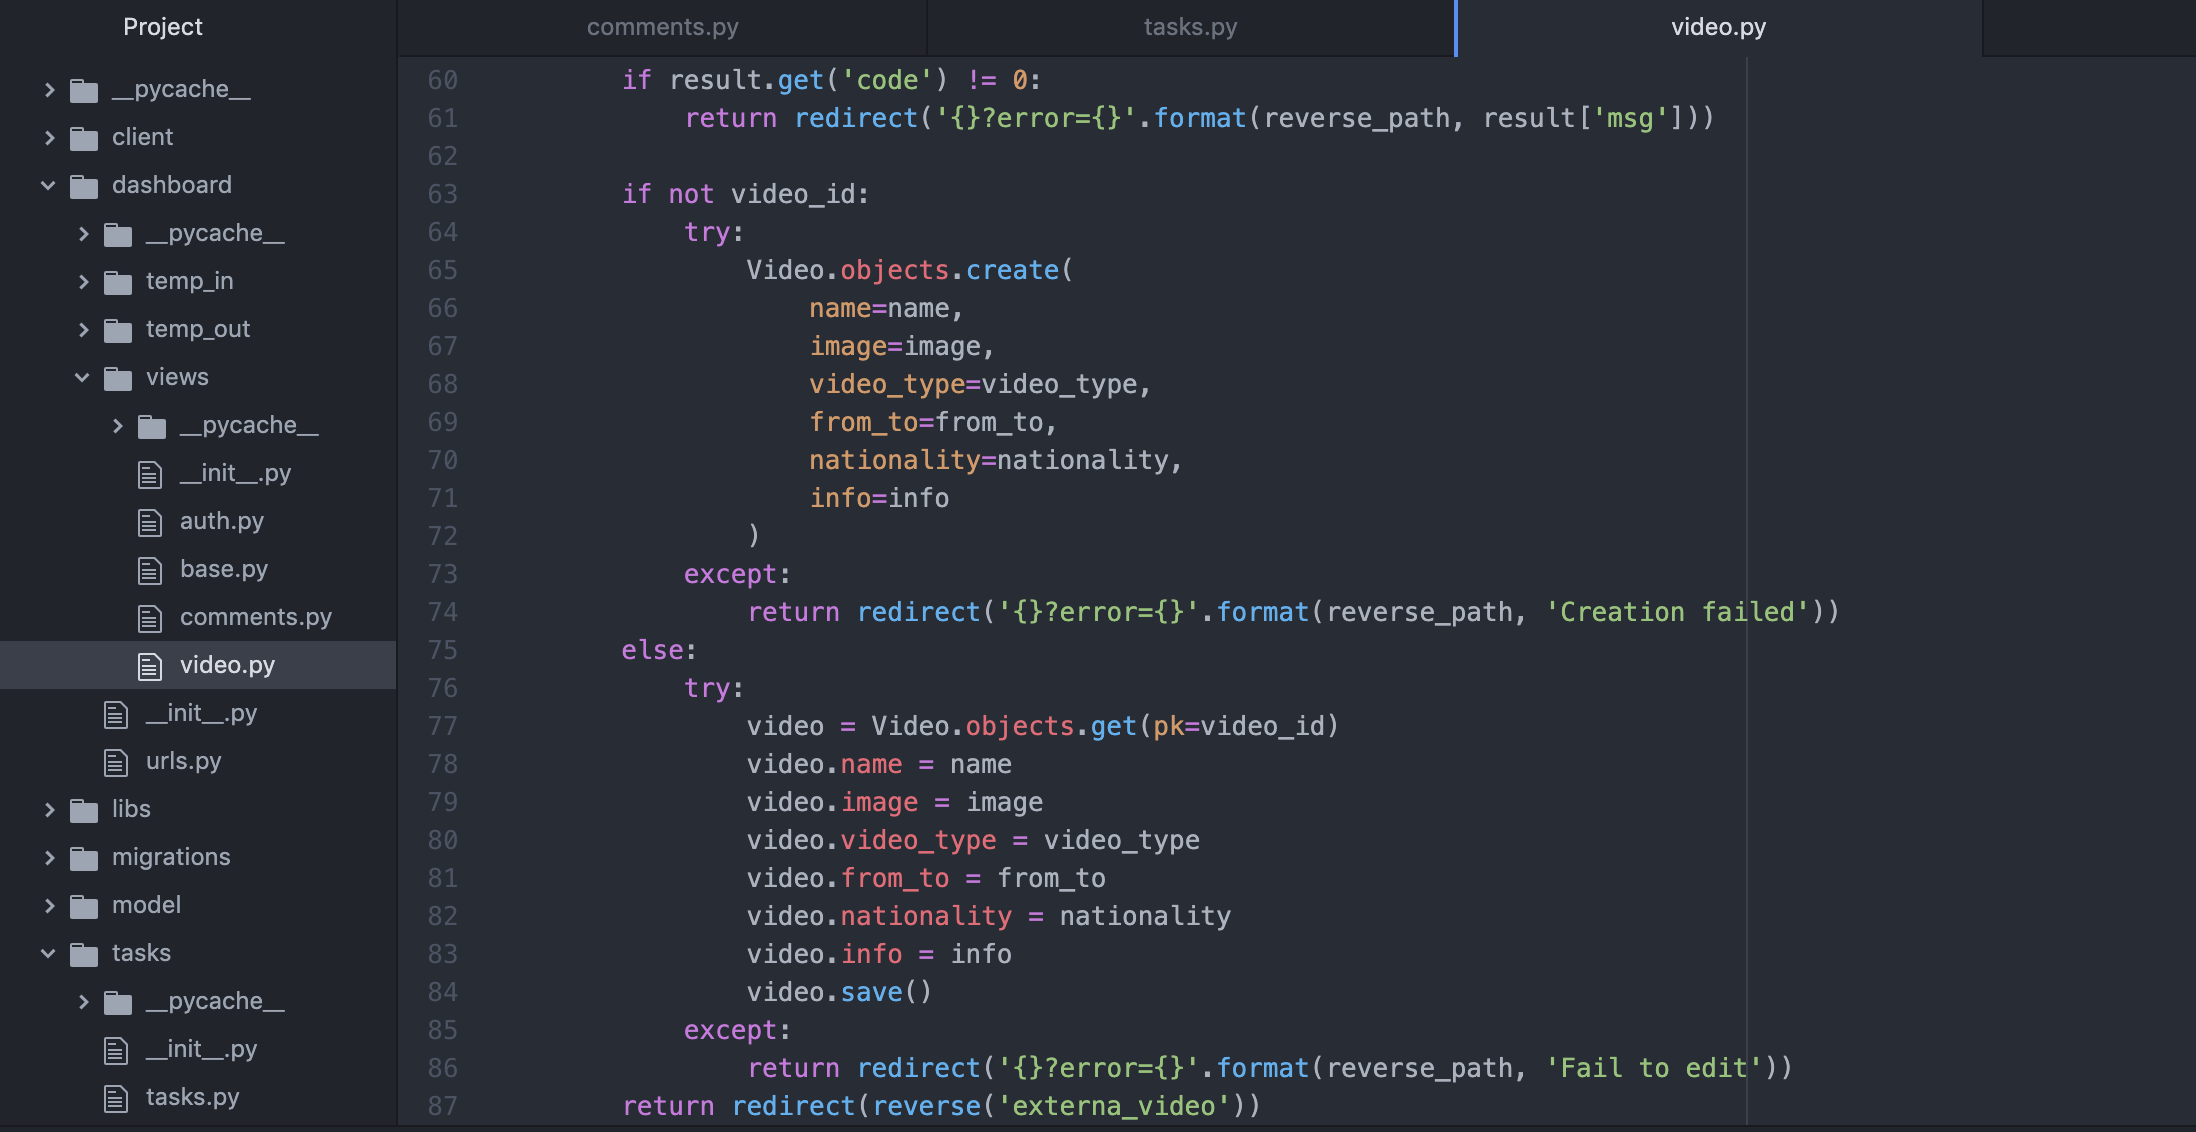 Project
__pycache__
client
dashboard
__pycache__
temp_in
temp_out
views
__pycache__
__init__.py
auth.py
base.py
comments.py
video.py
__init__.py
urls.py
libs
migrations
model
tasks
__pycache__
__init__.py
tasks.py
comments.py
tasks.py
video.py
60 if result.get('code') != 0:
61 return redirect('{}?error={}'.format(reverse_path, result['msg']))
62
63 if not video_id:
64 try:
65 Video.objects.create(
66 name=name,
67 image=image,
68 video_type=video_type,
69 from_to=from_to,
70 nationality=nationality,
71 info=info
72 )
73 except:
74 return redirect('{}?error={}'.format(reverse_path, 'Creation failed'))
75 else:
76 try:
77 video = Video.objects.get(pk=video_id)
78 video.name = name
79 video.image = image
80 video.video_type = video_type
81 video.from_to = from_to
82 video.nationality = nationality
83 video.info = info
84 video.save()
85 except:
86 return redirect('{}?error={}'.format(reverse_path, 'Fail to edit'))
87 return redirect(reverse('externa_video'))